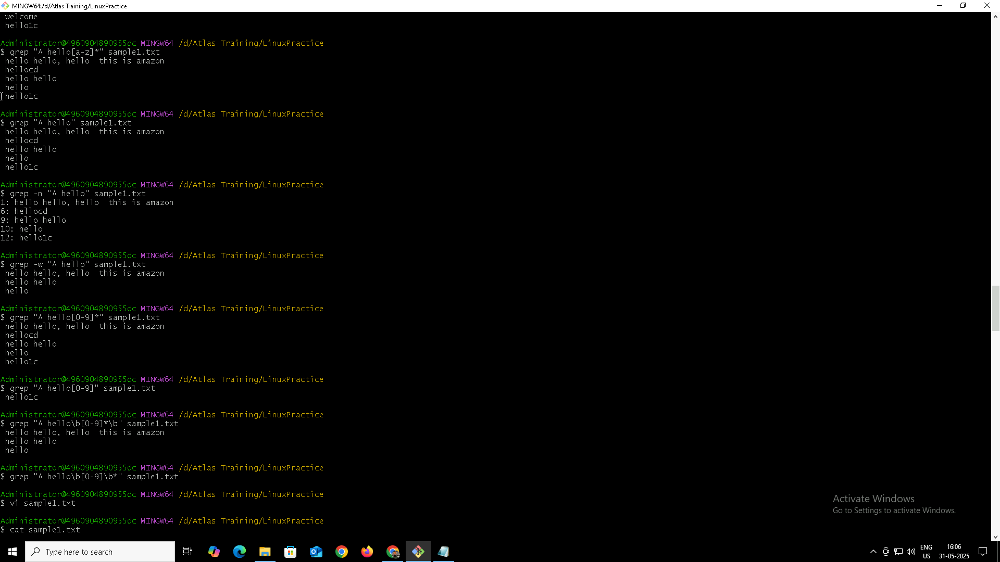 MINGW64:/d/Atlas Training/LinuxPractice
welcome
hello1c
Administrator@4960904890955dc MINGW64 /d/Atlas Training/LinuxPractice
$ grep "^ hello[a-z]*" sample1.txt
hello hello, hello  this is amazon
hellocd
hello hello
hello
hello1c
Administrator@4960904890955dc MINGW64 /d/Atlas Training/LinuxPractice
$ grep "^ hello" sample1.txt
hello hello, hello  this is amazon
hellocd
hello hello
hello
hello1c
Administrator@4960904890955dc MINGW64 /d/Atlas Training/LinuxPractice
$ grep -n "^ hello" sample1.txt
1: hello hello, hello  this is amazon
6: hellocd
9: hello hello
10: hello
12: hello1c
Administrator@4960904890955dc MINGW64 /d/Atlas Training/LinuxPractice
$ grep -w "^ hello" sample1.txt
hello hello, hello  this is amazon
hello hello
hello
Administrator@4960904890955dc MINGW64 /d/Atlas Training/LinuxPractice
$ grep "^ hello[0-9]*" sample1.txt
hello hello, hello  this is amazon
hellocd
hello hello
hello
hello1c
Administrator@4960904890955dc MINGW64 /d/Atlas Training/LinuxPractice
$ grep "^ hello[0-9]" sample1.txt
hello1c
Administrator@4960904890955dc MINGW64 /d/Atlas Training/LinuxPractice
$ grep "^ hello\b[0-9]*\b" sample1.txt
hello hello, hello  this is amazon
hello hello
hello
Administrator@4960904890955dc MINGW64 /d/Atlas Training/LinuxPractice
$ grep "^ hello\b[0-9]\b*" sample1.txt
Administrator@4960904890955dc MINGW64 /d/Atlas Training/LinuxPractice
$ vi sample1.txt
Administrator@4960904890955dc MINGW64 /d/Atlas Training/LinuxPractice
$ cat sample1.txt
Activate Windows
Go to Settings to activate Windows.
Type here to search
ENG
US
16:06
31-05-2025